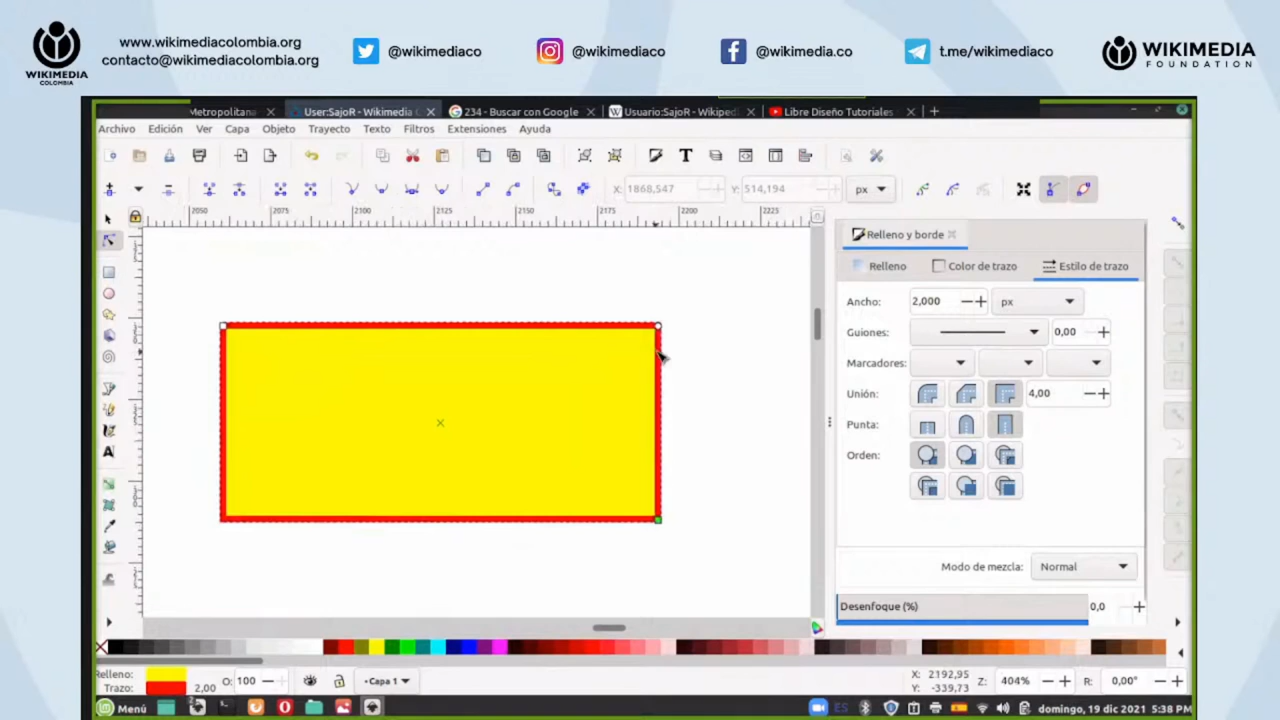 www.wikimediacolombia.org
contacto@wikimediacolombia.org
@wikimediaco
@wikimediaco
@wikimedia.co
t.me/wikimediaco
WIKIMEDIA
COLOMBIA
WIKIMEDIA
FOUNDATION
Metropolitana
User:SajoR - Wikimedia C
234 - Buscar con Google
Usuario:SajoR - Wikiped
Libre Diseño Tutoriales
Archivo Edición Ver Capa Objeto Trayecto Texto Filtros Extensiones Ayuda
X: 1868,547 Y: 514,194 px
2050 2075 2100 2125 2150 2175 2200 2225
Relleno y borde
Relleno Color de trazo Estilo de trazo
Ancho: 2,000 px
Guiones: 0,00
Marcadores:
Unión: 4,00
Punta:
Orden:
Modo de mezcla: Normal
Desenfoque (%) 0,0
Relleno:
Trazo: 2,00 O: 100 •Capa 1
X: 2192,95
Y: -339,73
Z: 404% R: 0,00°
Menú ES domingo, 19 dic 2021 5:38 PM